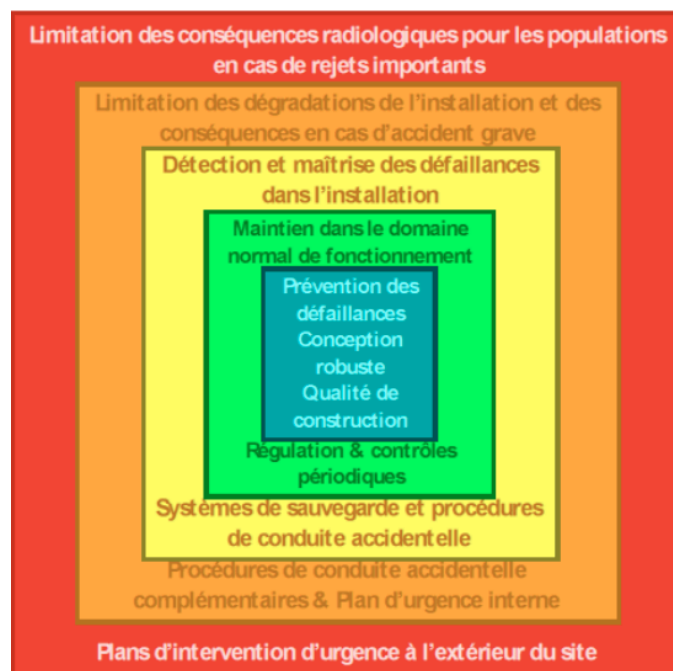 Limitation des conséquences radiologiques pour les populations
en cas de rejets importants
Limitation des dégradations de l'installation et des
conséquences en cas d'accident grave
Détection et maîtrise des défaillances
dans l'installation
Maintien dans le domaine
normal de fonctionnement
Prévention des
défaillances
Conception
robuste
Qualité de
construction
Régulation & contrôles
périodiques
Systèmes de sauvegarde et procédures
de conduite accidentelle
Procédures de conduite accidentelle
complémentaires & Plan d'urgence interne
Plans d'intervention d'urgence à l'extérieur du site